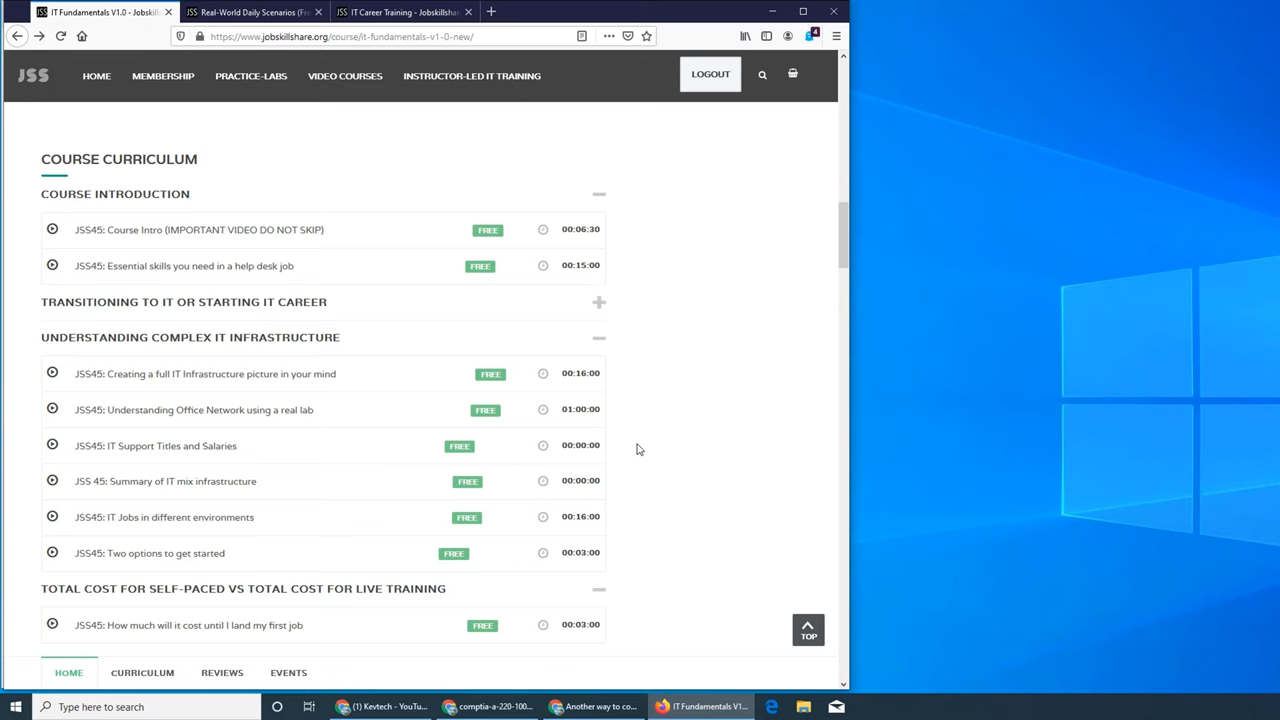 IT Fundamentals V1.0 - Jobskills
Real-World Daily Scenarios (Fr
IT Career Training - Jobskillsha
https://www.jobskillshare.org/course/it-fundamentals-v1-0-new/
4
JSS
HOME
MEMBERSHIP
PRACTICE-LABS
VIDEO COURSES
INSTRUCTOR-LED IT TRAINING
LOGOUT
COURSE CURRICULUM
COURSE INTRODUCTION
JSS45: Course Intro (IMPORTANT VIDEO DO NOT SKIP) FREE 00:06:30
JSS45: Essential skills you need in a help desk job FREE 00:15:00
TRANSITIONING TO IT OR STARTING IT CAREER
UNDERSTANDING COMPLEX IT INFRASTRUCTURE
JSS45: Creating a full IT Infrastructure picture in your mind FREE 00:16:00
JSS45: Understanding Office Network using a real lab FREE 01:00:00
JSS45: IT Support Titles and Salaries FREE 00:00:00
JSS 45: Summary of IT mix infrastructure FREE 00:00:00
JSS45: IT Jobs in different environments FREE 00:16:00
JSS45: Two options to get started FREE 00:03:00
TOTAL COST FOR SELF-PACED VS TOTAL COST FOR LIVE TRAINING
JSS45: How much will it cost until I land my first job FREE 00:03:00
TOP
HOME
CURRICULUM
REVIEWS
EVENTS
Type here to search
(1) Kevtech - YouTu...
comptia-a-220-100...
Another way to co...
IT Fundamentals V1...